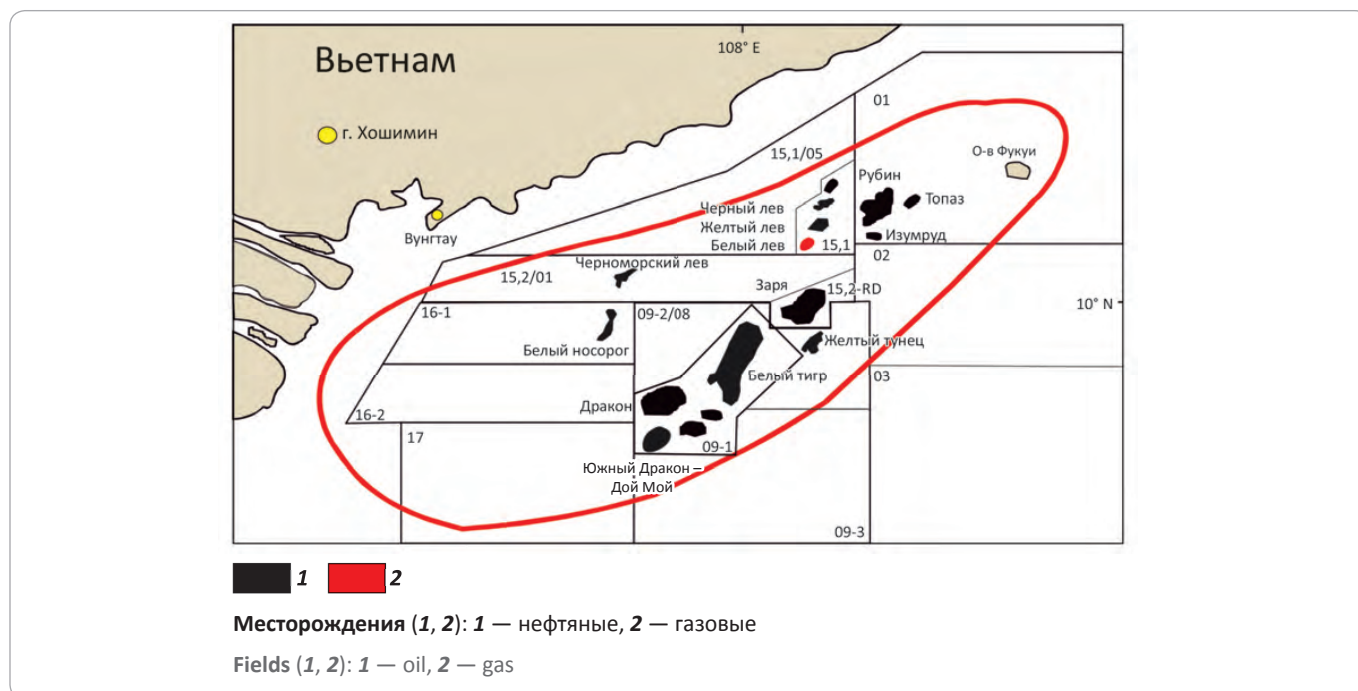 108° E
Вьетнам
01
г. Хошимин
15,1/05
О-в Фукуи
Рубин
Топаз
Черный лев
Вунгтау
Желтый лев
Изумруд
Белый лев
15,1
02
Черноморский лев
15,2/01
Заря
15,2-RD
10° N
16-1
09-2/08
Желтый тунец
Белый носорог
Белый тигр
03
Дракон
16-2
17
09-1
Южный Дракон –
Дой Мой
09-3
1 2
Месторождения (1, 2): 1 — нефтяные, 2 — газовые
Fields (1, 2): 1 — oil, 2 — gas